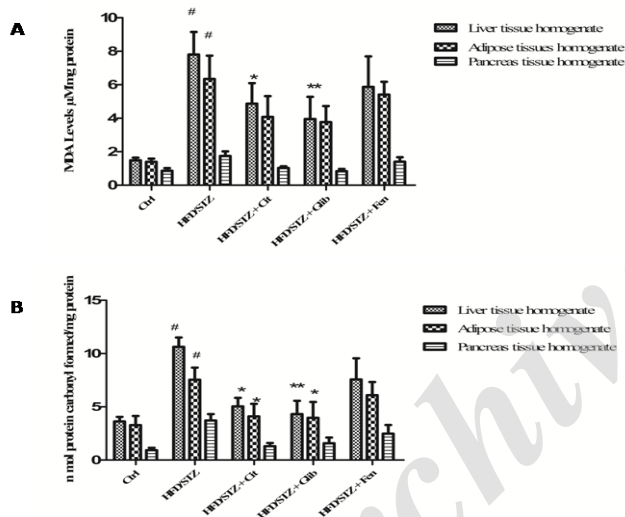 A
MDA Levels µM/mg protein
10
8
6
4
2
0
#
#
*
**
Ctrl
HFD/STZ
HFD/STZ + Cit
HFD/STZ + Glib
HFD/STZ + Fen
Liver tissue homogenate
Adipose tissues homogenate
Pancreas tissue homogenate
B
n mol protein carbonyl formed/mg protein
15
10
5
0
#
#
*
*
**
*
Ctrl
HFD/STZ
HFD/STZ + Cit
HFD/STZ + Glib
HFD/STZ + Fen
Liver tissue homogenate
Adipose tissue homogenate
Pancreas tissue homogenate
chiv